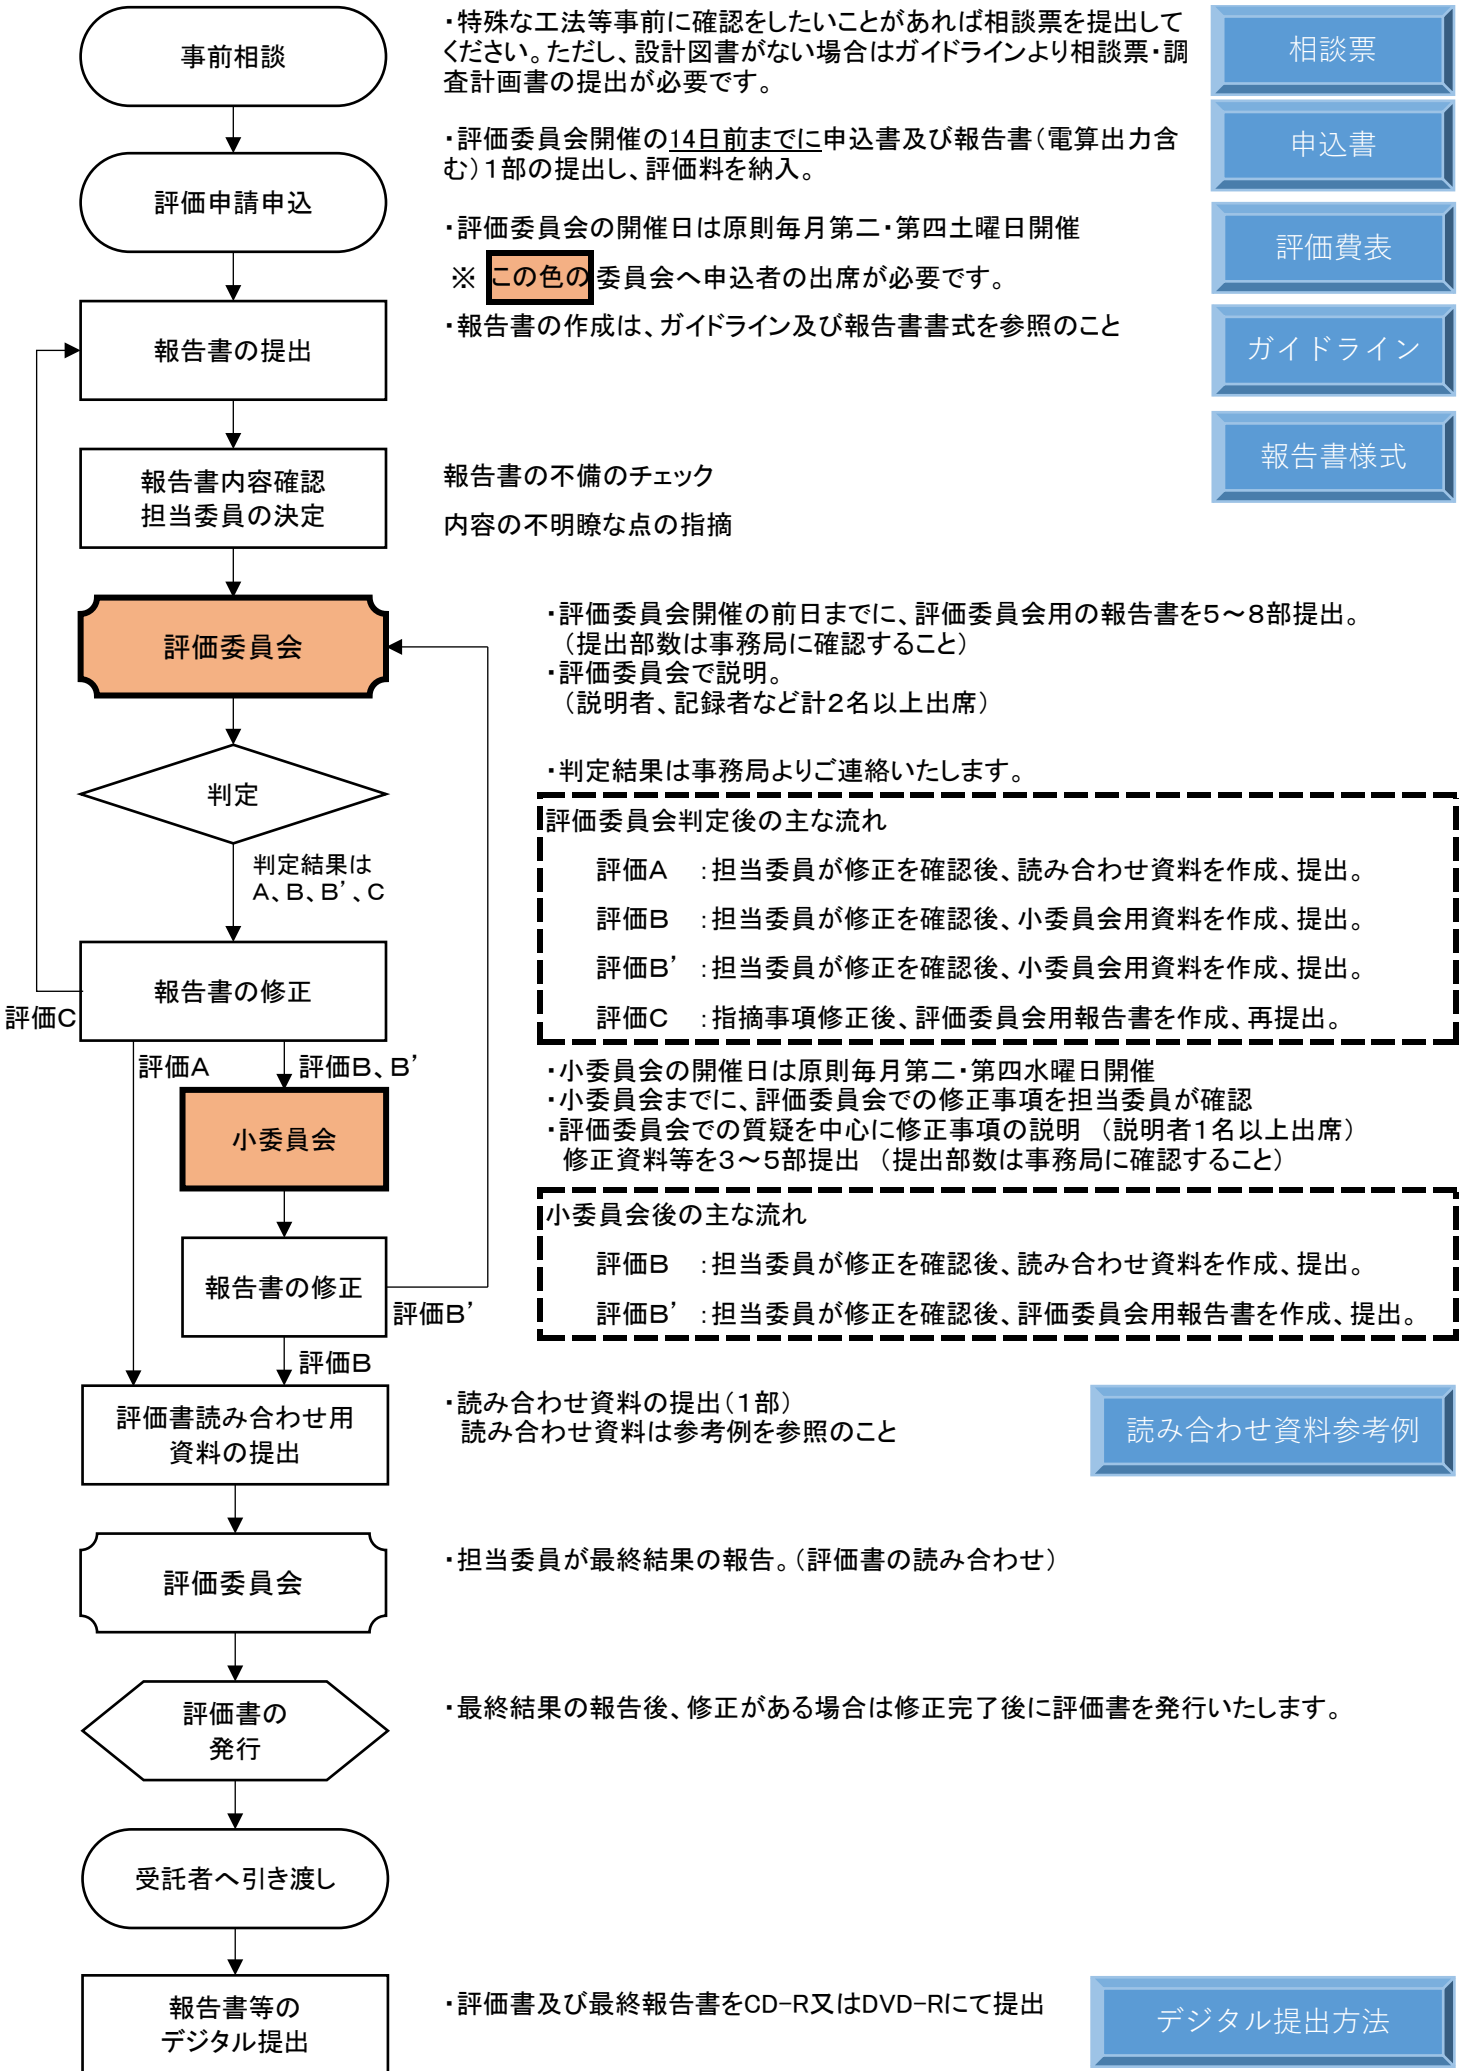 事前相談
・特殊な工法等事前に確認をしたいことがあれば相談票を提出して
ください。ただし、設計図書がない場合はガイドラインより相談票・調
査計画書の提出が必要です。
相談票
・評価委員会開催の14日前までに申込書及び報告書（電算出力含
む）１部の提出し、評価料を納入。
申込書
評価申請申込
・評価委員会の開催日は原則毎月第二・第四土曜日開催
※ この色の 委員会へ申込者の出席が必要です。
評価費表
報告書の提出
・報告書の作成は、ガイドライン及び報告書書式を参照のこと
ガイドライン
報告書内容確認
担当委員の決定
報告書の不備のチェック
内容の不明瞭な点の指摘
報告書様式
評価委員会
・評価委員会開催の前日までに、評価委員会用の報告書を５～８部提出。
（提出部数は事務局に確認すること）
・評価委員会で説明。
（説明者、記録者など計２名以上出席）
判定
・判定結果は事務局よりご連絡いたします。
判定結果は
A、B、B’、C
評価委員会判定後の主な流れ
評価A ：担当委員が修正を確認後、読み合わせ資料を作成、提出。
評価B ：担当委員が修正を確認後、小委員会用資料を作成、提出。
評価B’ ：担当委員が修正を確認後、小委員会用資料を作成、提出。
評価C ：指摘事項修正後、評価委員会用報告書を作成、再提出。
報告書の修正
評価C
評価A
評価B、B’
・小委員会の開催日は原則毎月第二・第四水曜日開催
・小委員会までに、評価委員会での修正事項を担当委員が確認
・評価委員会での質疑を中心に修正事項の説明 （説明者１名以上出席）
修正資料等を３～５部提出 （提出部数は事務局に確認すること）
小委員会
小委員会後の主な流れ
評価B ：担当委員が修正を確認後、読み合わせ資料を作成、提出。
評価B’ ：担当委員が修正を確認後、評価委員会用報告書を作成、提出。
報告書の修正
評価B’
評価B
評価書読み合わせ用
資料の提出
・読み合わせ資料の提出（１部）
読み合わせ資料は参考例を参照のこと
読み合わせ資料参考例
評価委員会
・担当委員が最終結果の報告。（評価書の読み合わせ）
評価書の
発行
・最終結果の報告後、修正がある場合は修正完了後に評価書を発行いたします。
受託者へ引き渡し
報告書等の
デジタル提出
・評価書及び最終報告書をCD-R又はDVD-Rにて提出
デジタル提出方法